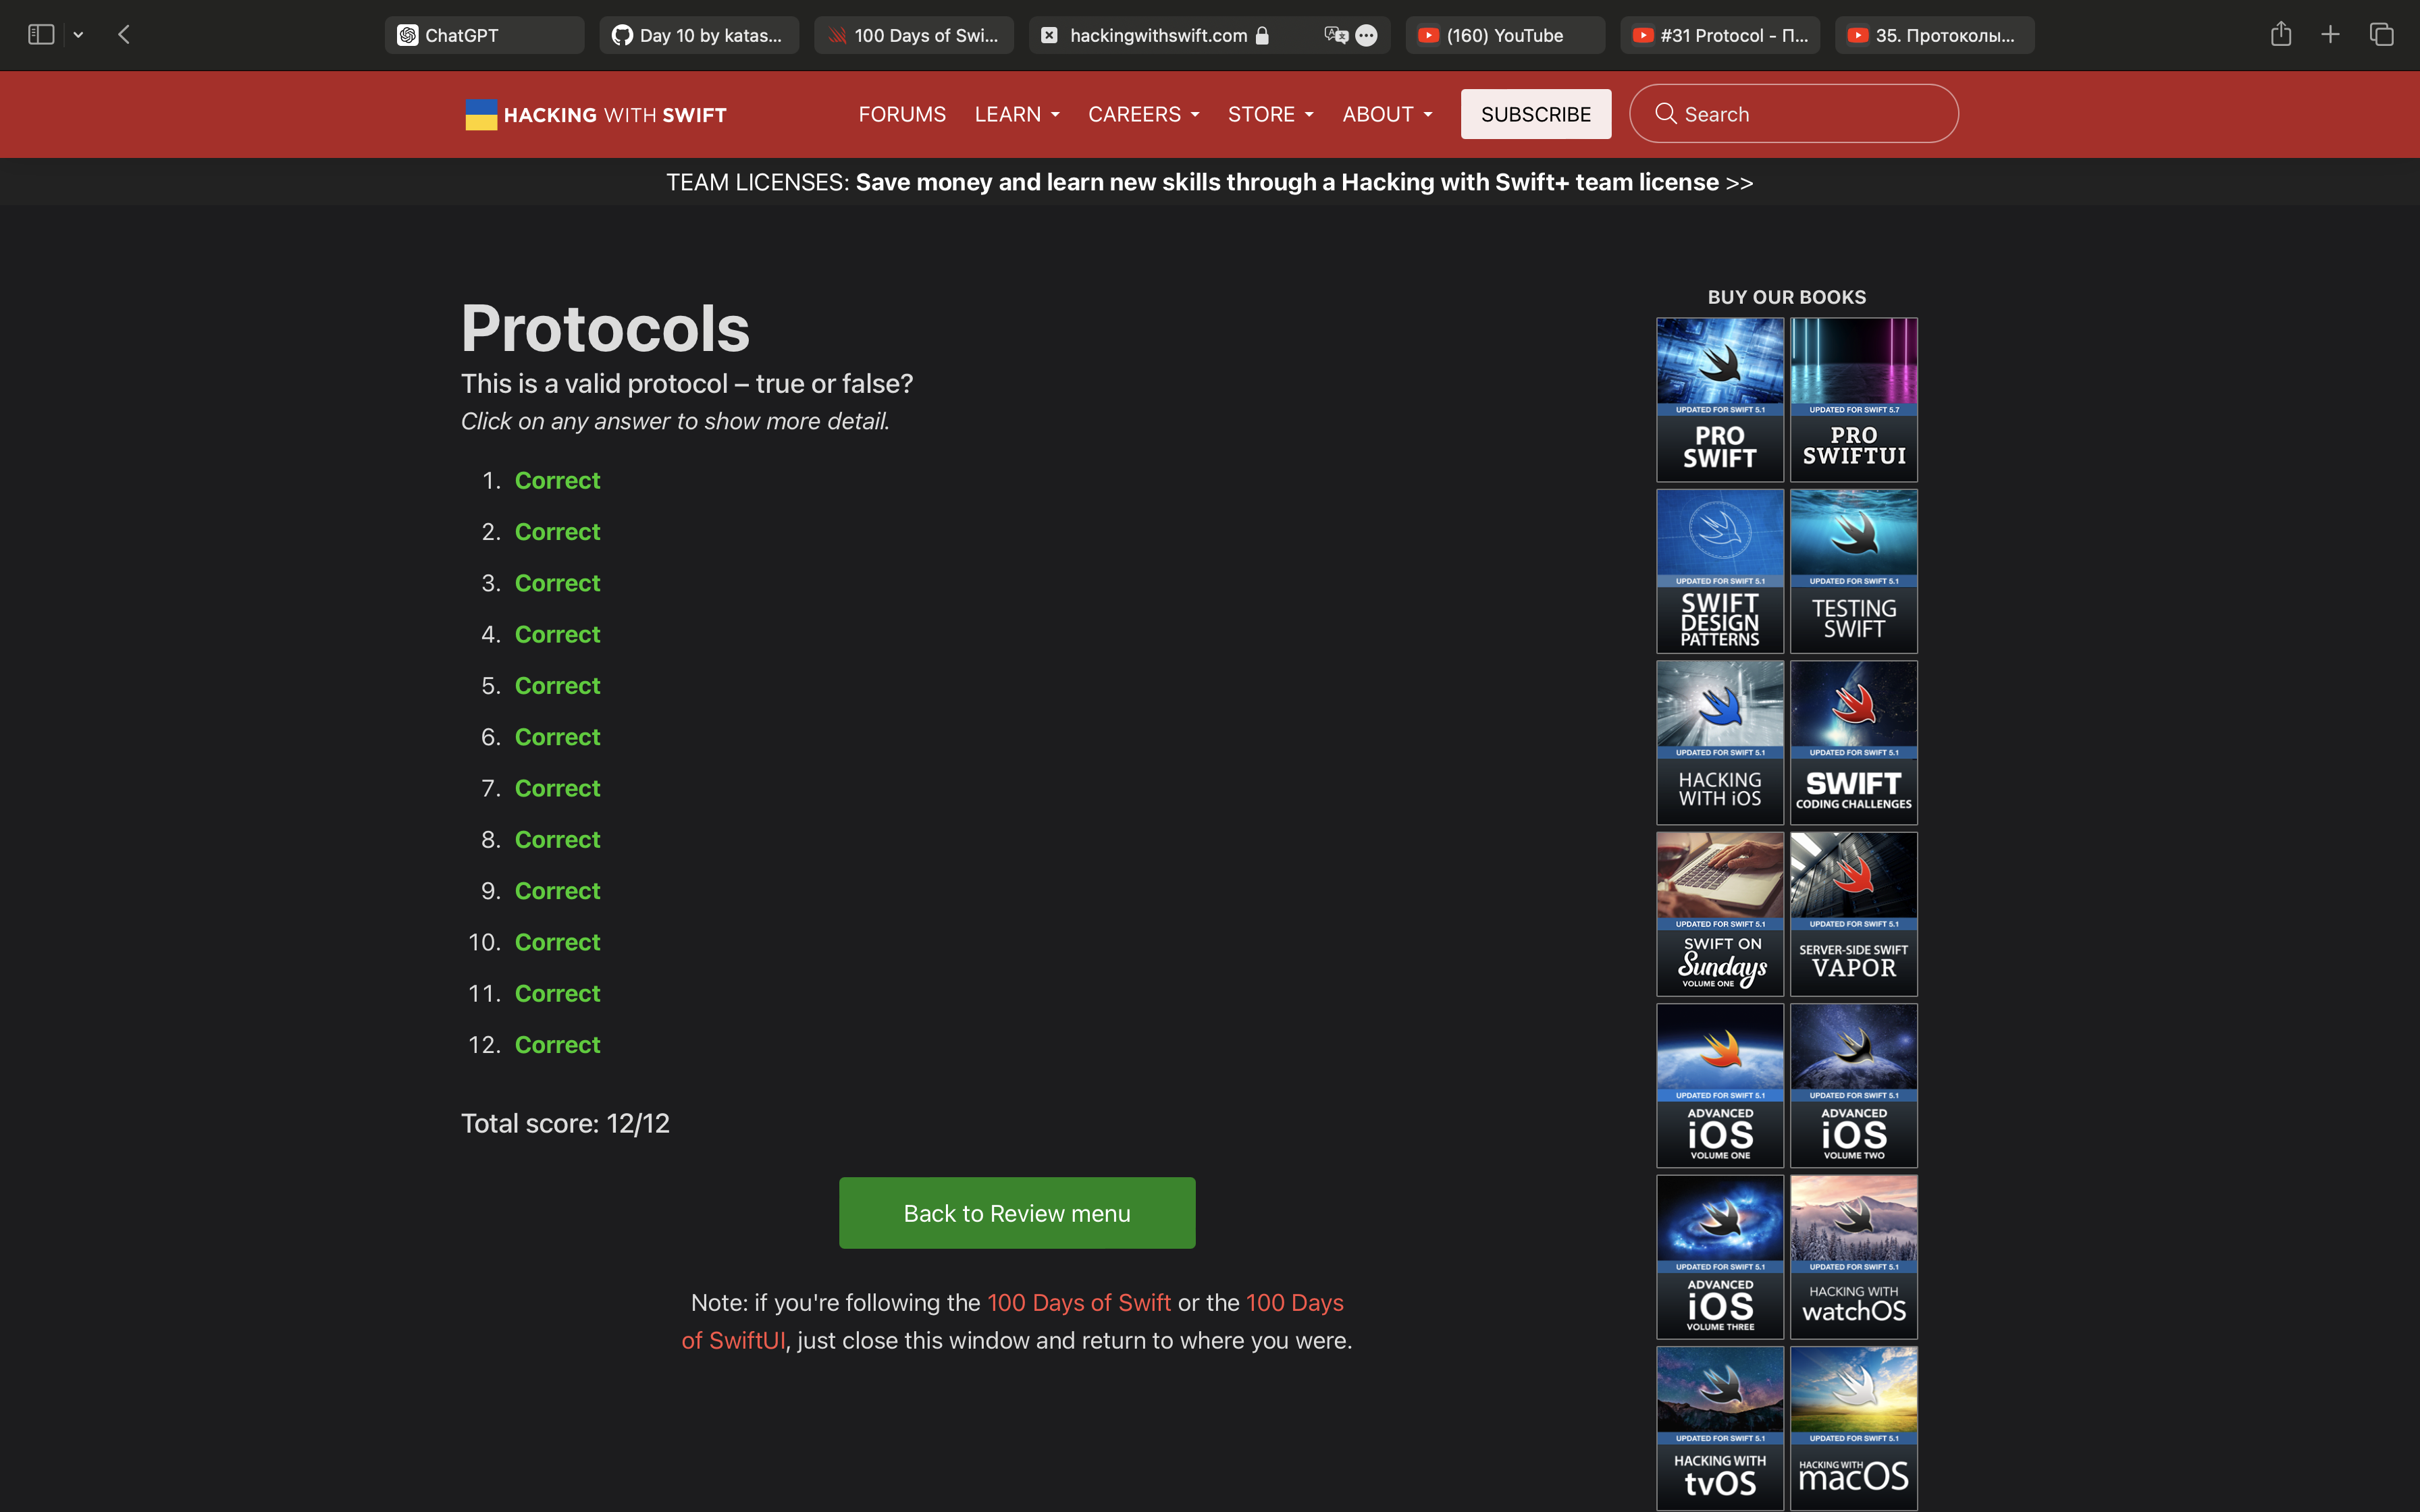 ChatGPT
Day 10 by katas...
100 Days of Swi...
hackingwithswift.com
(160) YouTube
#31 Protocol - П...
35. Протоколы...
HACKING WITH SWIFT
FORUMS
LEARN
CAREERS
STORE
ABOUT
SUBSCRIBE
Search
TEAM LICENSES: Save money and learn new skills through a Hacking with Swift+ team license >>
Protocols
This is a valid protocol – true or false?
Click on any answer to show more detail.
1. Correct
2. Correct
3. Correct
4. Correct
5. Correct
6. Correct
7. Correct
8. Correct
9. Correct
10. Correct
11. Correct
12. Correct
Total score: 12/12
Back to Review menu
Note: if you're following the 100 Days of Swift or the 100 Days
of SwiftUI, just close this window and return to where you were.
BUY OUR BOOKS
UPDATED FOR SWIFT 5.1
PRO
SWIFT
UPDATED FOR SWIFT 5.7
PRO
SWIFTUI
UPDATED FOR SWIFT 5.1
SWIFT
DESIGN
PATTERNS
UPDATED FOR SWIFT 5.1
TESTING
SWIFT
UPDATED FOR SWIFT 5.1
HACKING
WITH iOS
UPDATED FOR SWIFT 5.1
SWIFT
CODING CHALLENGES
UPDATED FOR SWIFT 5.1
SWIFT ON
Sundays
VOLUME ONE
UPDATED FOR SWIFT 5.1
SERVER-SIDE SWIFT
VAPOR
UPDATED FOR SWIFT 5.1
ADVANCED
iOS
VOLUME ONE
UPDATED FOR SWIFT 5.1
ADVANCED
iOS
VOLUME TWO
UPDATED FOR SWIFT 5.1
ADVANCED
iOS
VOLUME THREE
UPDATED FOR SWIFT 5.1
HACKING WITH
watchOS
UPDATED FOR SWIFT 5.1
HACKING WITH
tvOS
UPDATED FOR SWIFT 5.1
HACKING WITH
macOS